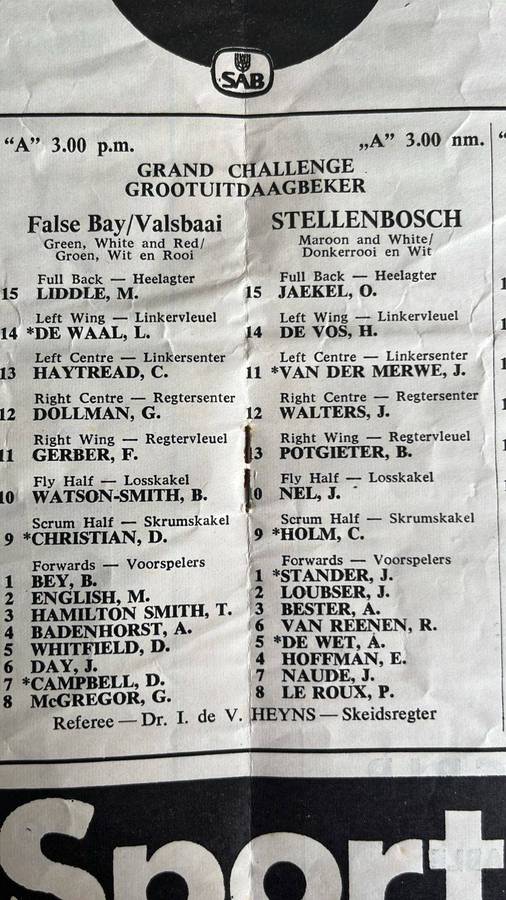 SAB
"A" 3.00 p.m.
„A” 3.00 nm.
GRAND CHALLENGE
GROOTUITDAAGBEKER
False Bay/Valsbaai
Green, White and Red/
Groen, Wit en Rooi
Full Back — Heelagter
15 LIDDLE, M.
Left Wing — Linkervleuel
14 *DE WAAL, L.
Left Centre — Linkersenter
13 HAYTREAD, C.
Right Centre — Regtersenter
12 DOLLMAN, G.
Right Wing — Regtervleuel
11 GERBER, F.
Fly Half — Losskakel
10 WATSON-SMITH, B.
Scrum Half — Skrumskakel
9 *CHRISTIAN, D.
Forwards — Voorspelers
1 BEY, B.
2 ENGLISH, M.
3 HAMILTON SMITH, T.
4 BADENHORST, A.
5 WHITFIELD, D.
6 DAY, J.
7 *CAMPBELL, D.
8 McGREGOR, G.
STELLENBOSCH
Maroon and White/
Donkerrooi en Wit
Full Back — Heelagter
15 JAEKEL, O.
Left Wing — Linkervleuel
14 DE VOS, H.
Left Centre — Linkersenter
11 *VAN DER MERWE, J.
Right Centre — Regtersenter
12 WALTERS, J.
Right Wing — Regtervleuel
13 POTGIETER, B.
Fly Half — Losskakel
10 NEL, J.
Scrum Half — Skrumskakel
9 *HOLM, C.
Forwards — Voorspelers
1 *STANDER, J.
2 LOUBSER, J.
3 BESTER, A.
6 VAN REENEN, R.
5 *DE WET, A.
4 HOFFMAN, E.
7 NAUDE, J.
8 LE ROUX, P.
Referee — Dr. I. de V. HEYNS — Skeidsregter
Sport